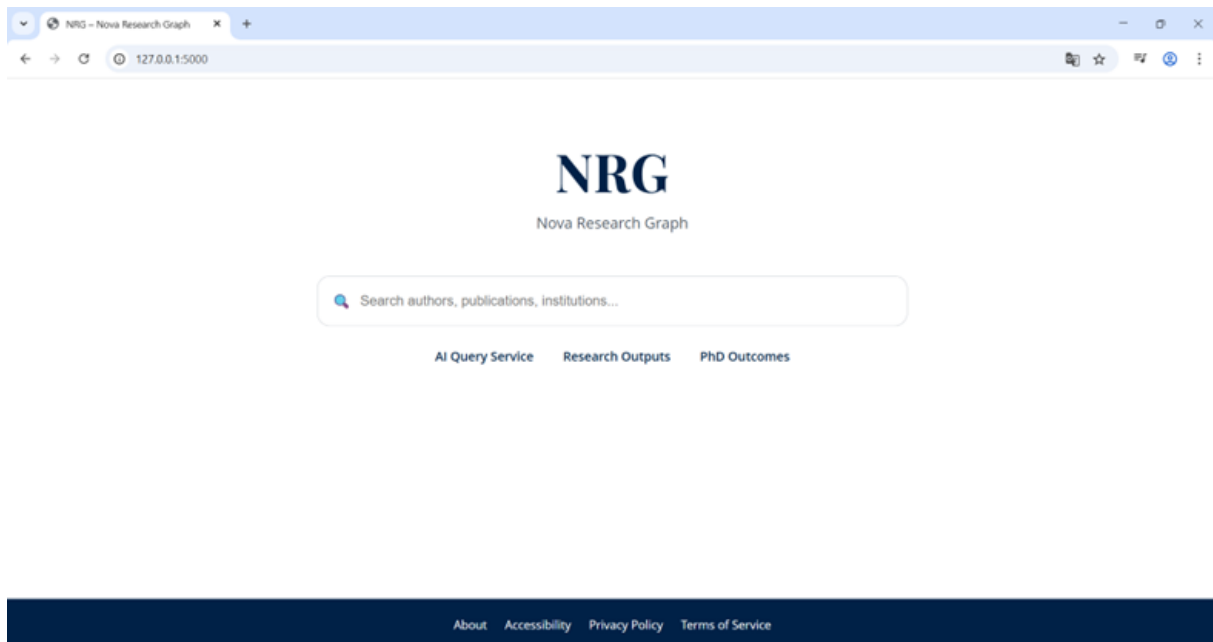 NRG – Nova Research Graph
127.0.0.1:5000
NRG
Nova Research Graph
Search authors, publications, institutions...
AI Query Service Research Outputs PhD Outcomes
About Accessibility Privacy Policy Terms of Service